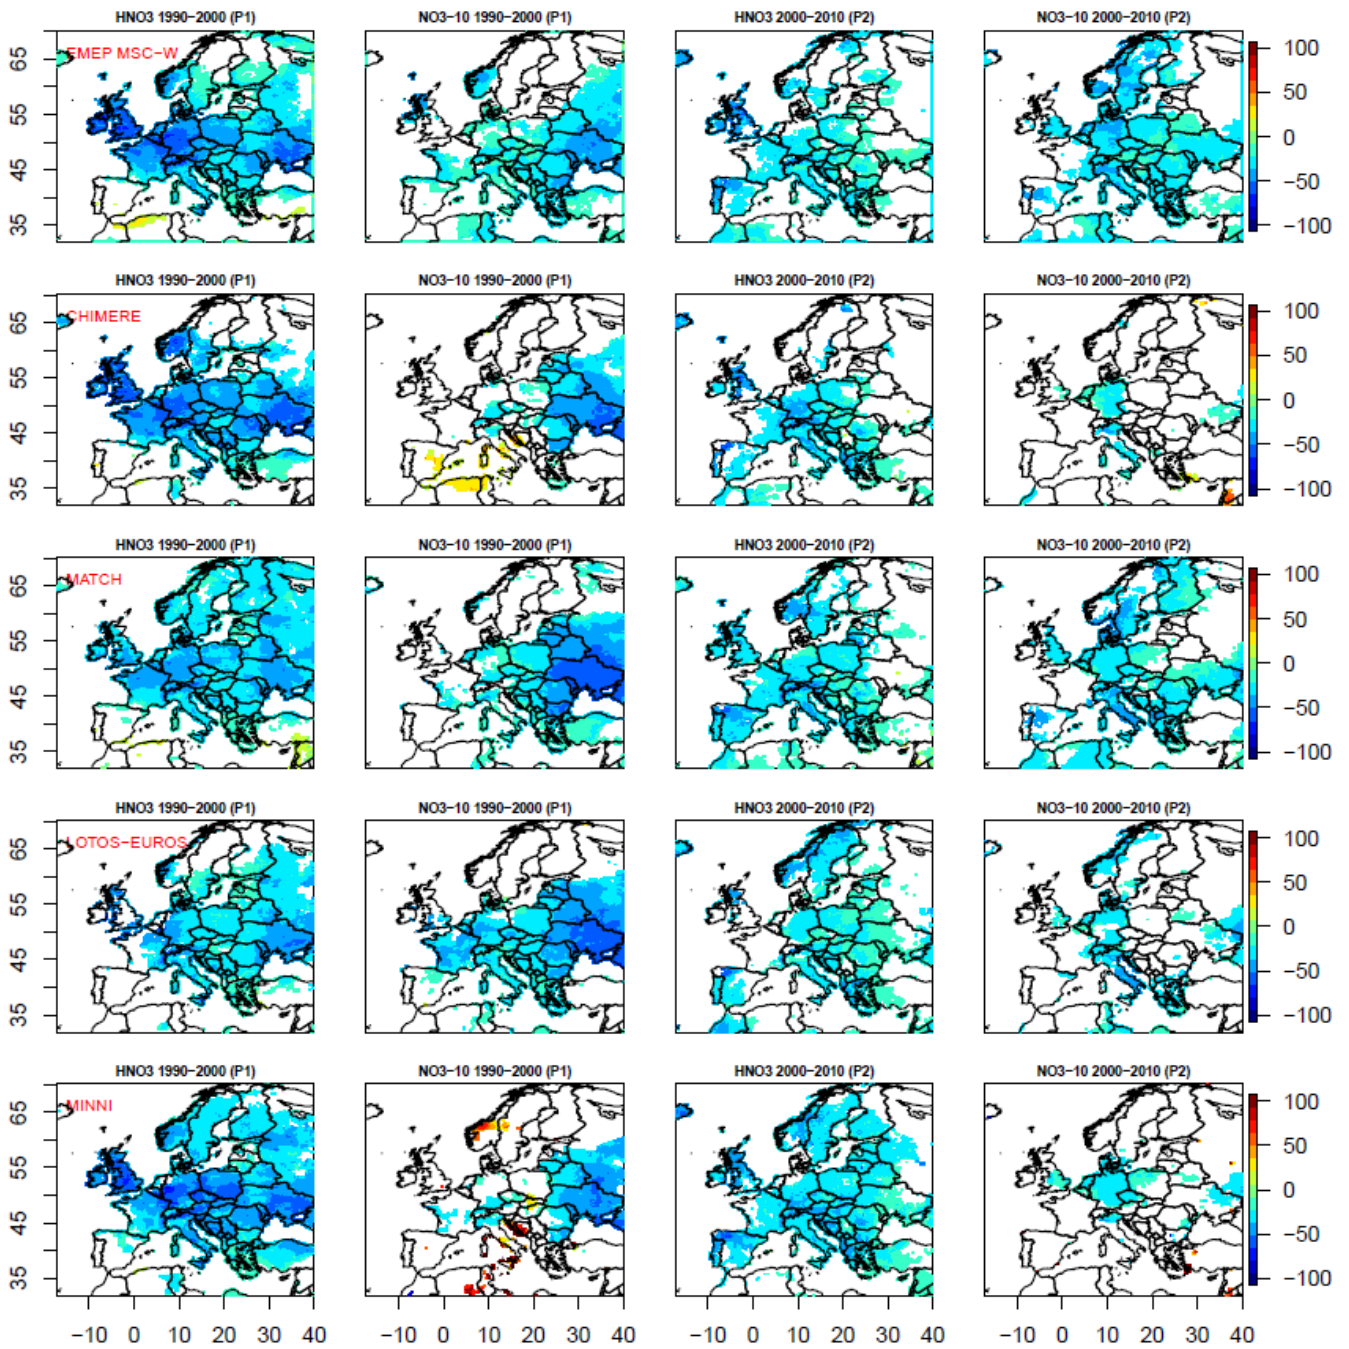 HNO3 1990−2000 (P1) NO3−10 1990−2000 (P1) HNO3 2000−2010 (P2) NO3−10 2000−2010 (P2)
EMEP MSC−W
65 55 45 35
100 50 0 −50 −100
HNO3 1990−2000 (P1) NO3−10 1990−2000 (P1) HNO3 2000−2010 (P2) NO3−10 2000−2010 (P2)
CHIMERE
65 55 45 35
100 50 0 −50 −100
HNO3 1990−2000 (P1) NO3−10 1990−2000 (P1) HNO3 2000−2010 (P2) NO3−10 2000−2010 (P2)
MATCH
65 55 45 35
100 50 0 −50 −100
HNO3 1990−2000 (P1) NO3−10 1990−2000 (P1) HNO3 2000−2010 (P2) NO3−10 2000−2010 (P2)
LOTOS−EUROS
65 55 45 35
100 50 0 −50 −100
HNO3 1990−2000 (P1) NO3−10 1990−2000 (P1) HNO3 2000−2010 (P2) NO3−10 2000−2010 (P2)
MINNI
65 55 45 35
100 50 0 −50 −100
−10 0 10 20 30 40 −10 0 10 20 30 40 −10 0 10 20 30 40 −10 0 10 20 30 40